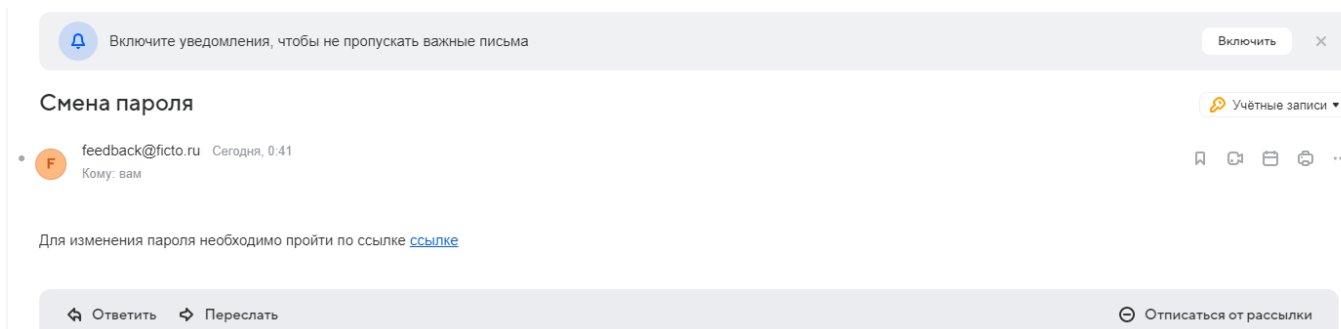 Включите уведомления, чтобы не пропускать важные письма
Включить
Смена пароля
Учётные записи
F
feedback@ficto.ru Сегодня, 0:41
Кому: вам
Для изменения пароля необходимо пройти по ссылке ссылке
Ответить Переслать Отписаться от рассылки